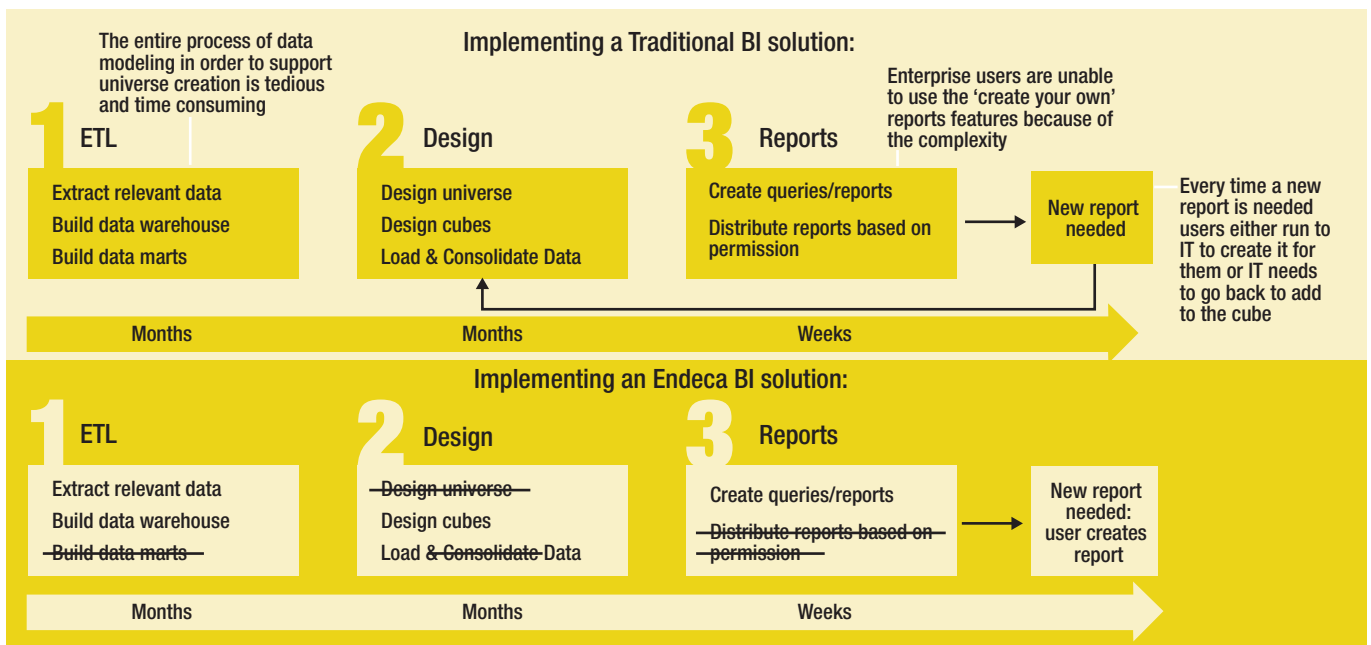 Implementing a Traditional BI solution:
The entire process of data
modeling in order to support
universe creation is tedious
and time consuming
Enterprise users are unable
to use the ‘create your own’
reports features because of
the complexity
1 ETL
Extract relevant data
Build data warehouse
Build data marts
2 Design
Design universe
Design cubes
Load & Consolidate Data
3 Reports
Create queries/reports
Distribute reports based on
permission
New report
needed
Every time a new
report is needed
users either run to
IT to create it for
them or IT needs
to go back to add
to the cube
Months
Months
Weeks
Implementing an Endeca BI solution:
1 ETL
Extract relevant data
Build data warehouse
Build data marts
2 Design
Design universe
Design cubes
Load & Consolidate Data
3 Reports
Create queries/reports
Distribute reports based on
permission
New report
needed:
user creates
report
Months
Months
Weeks